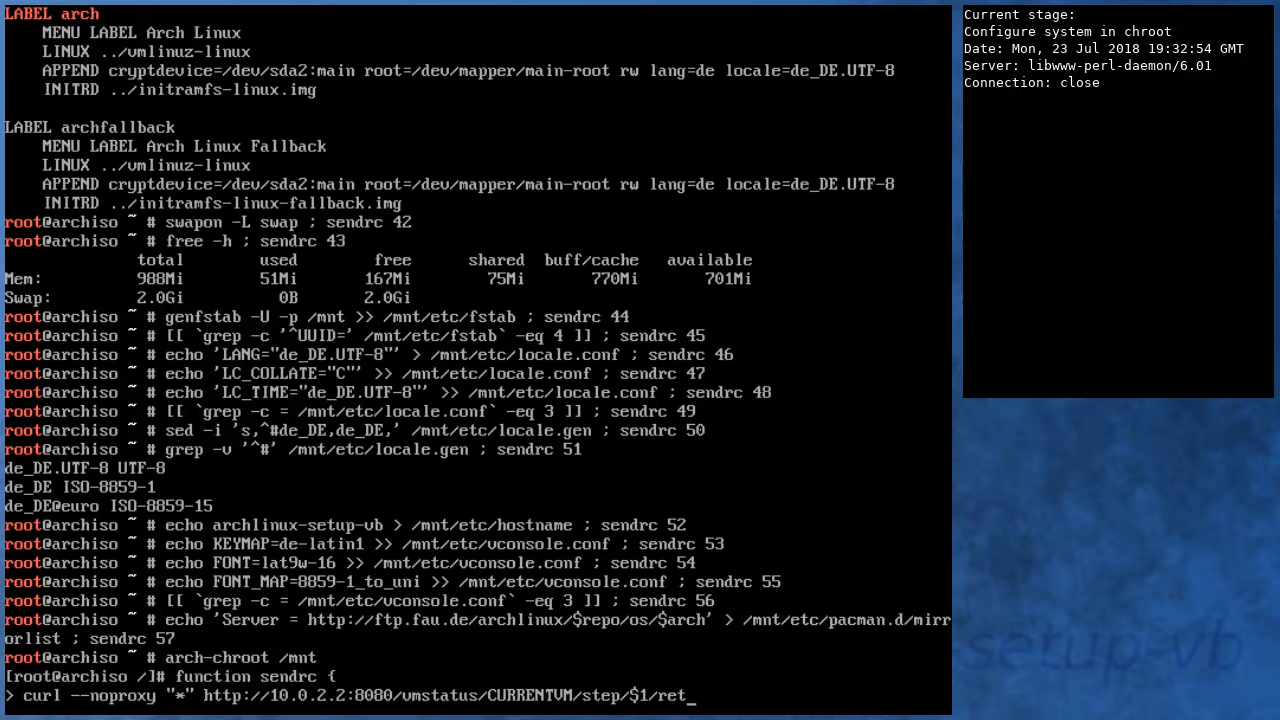 LABEL arch
    MENU LABEL Arch Linux
    LINUX ../vmlinuz-linux
    APPEND cryptdevice=/dev/sda2:main root=/dev/mapper/main-root rw lang=de locale=de_DE.UTF-8
    INITRD ../initramfs-linux.img

LABEL archfallback
    MENU LABEL Arch Linux Fallback
    LINUX ../vmlinuz-linux
    APPEND cryptdevice=/dev/sda2:main root=/dev/mapper/main-root rw lang=de locale=de_DE.UTF-8
    INITRD ../initramfs-linux-fallback.img
root@archiso ~ # swapon -L swap ; sendrc 42
root@archiso ~ # free -h ; sendrc 43
              total        used        free      shared  buff/cache   available
Mem:          988Mi        51Mi       167Mi        75Mi       770Mi       701Mi
Swap:         2.0Gi          0B       2.0Gi
root@archiso ~ # genfstab -U -p /mnt >> /mnt/etc/fstab ; sendrc 44
root@archiso ~ # [[ `grep -c '^UUID=' /mnt/etc/fstab` -eq 4 ]] ; sendrc 45
root@archiso ~ # echo 'LANG="de_DE.UTF-8"' > /mnt/etc/locale.conf ; sendrc 46
root@archiso ~ # echo 'LC_COLLATE="C"' >> /mnt/etc/locale.conf ; sendrc 47
root@archiso ~ # echo 'LC_TIME="de_DE.UTF-8"' >> /mnt/etc/locale.conf ; sendrc 48
root@archiso ~ # [[ `grep -c = /mnt/etc/locale.conf` -eq 3 ]] ; sendrc 49
root@archiso ~ # sed -i 's,^#de_DE,de_DE,' /mnt/etc/locale.gen ; sendrc 50
root@archiso ~ # grep -v '^#' /mnt/etc/locale.gen ; sendrc 51
de_DE.UTF-8 UTF-8
de_DE ISO-8859-1
de_DE@euro ISO-8859-15
root@archiso ~ # echo archlinux-setup-vb > /mnt/etc/hostname ; sendrc 52
root@archiso ~ # echo KEYMAP=de-latin1 >> /mnt/etc/vconsole.conf ; sendrc 53
root@archiso ~ # echo FONT=lat9w-16 >> /mnt/etc/vconsole.conf ; sendrc 54
root@archiso ~ # echo FONT_MAP=8859-1_to_uni >> /mnt/etc/vconsole.conf ; sendrc 55
root@archiso ~ # [[ `grep -c = /mnt/etc/vconsole.conf` -eq 3 ]] ; sendrc 56
root@archiso ~ # echo 'Server = http://ftp.fau.de/archlinux/$repo/os/$arch' > /mnt/etc/pacman.d/mirr
orlist ; sendrc 57
root@archiso ~ # arch-chroot /mnt
[root@archiso /]# function sendrc {
> curl --noproxy "*" http://10.0.2.2:8080/vmstatus/CURRENTVM/step/$1/ret_
Current stage:
Configure system in chroot
Date: Mon, 23 Jul 2018 19:32:54 GMT
Server: libwww-perl-daemon/6.01
Connection: close
setup-vb